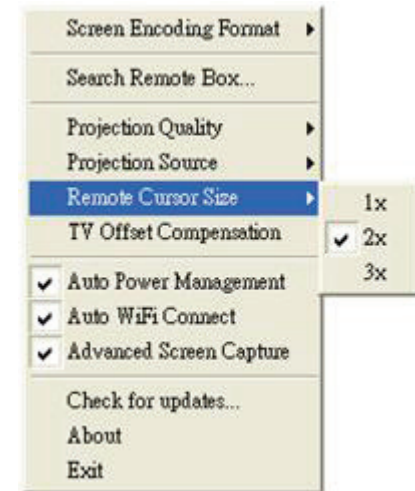 Screen Encoding Format
Search Remote Box...
Projection Quality
Projection Source
Remote Cursor Size
1x
TV Offset Compensation
2x
3x
Auto Power Management
Auto WiFi Connect
Advanced Screen Capture
Check for updates...
About
Exit